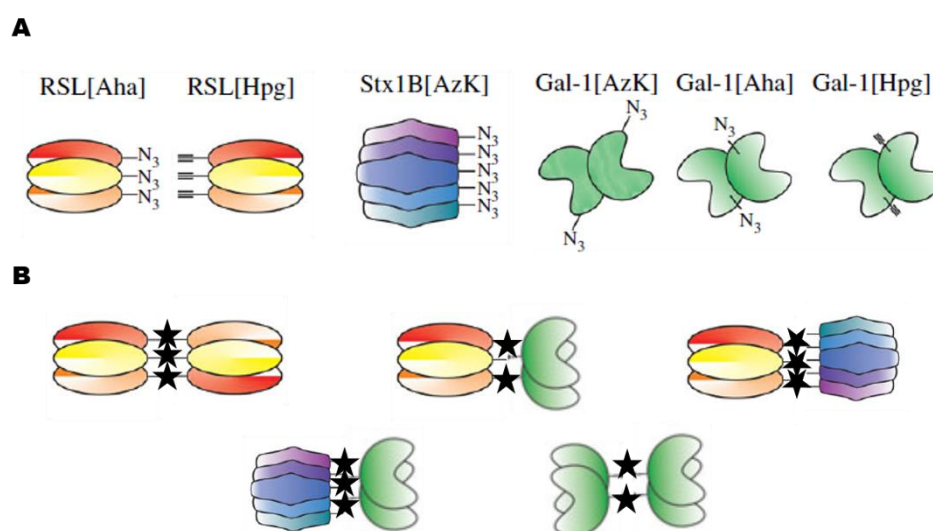 A
RSL[Aha] RSL[Hpg] Stx1B[AzK] Gal-1[AzK] Gal-1[Aha] Gal-1[Hpg]
N₃ N₃ N₃ N₃
N₃ N₃
N₃ N₃
N₃ N₃
N₃ N₃ N₃
B